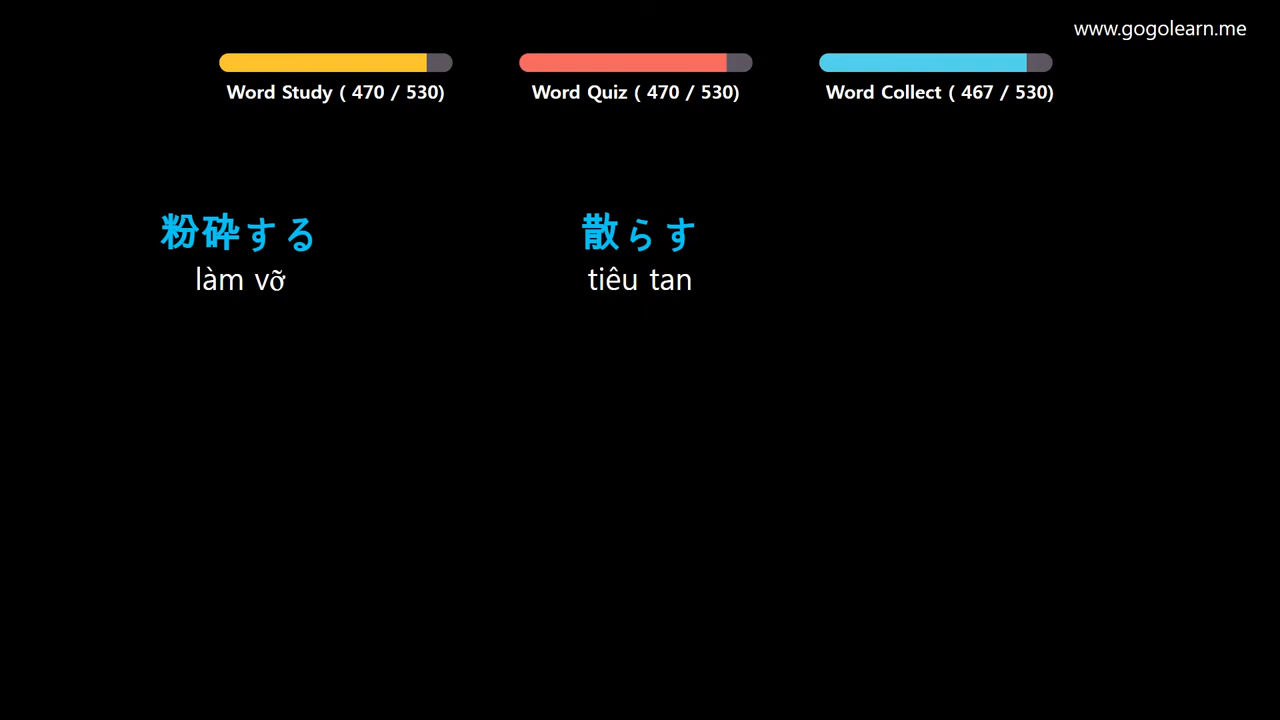 www.gogolearn.me
Word Study ( 470 / 530)
Word Quiz ( 470 / 530)
Word Collect ( 467 / 530)
粉砕する
làm vỡ
散らす
tiêu tan